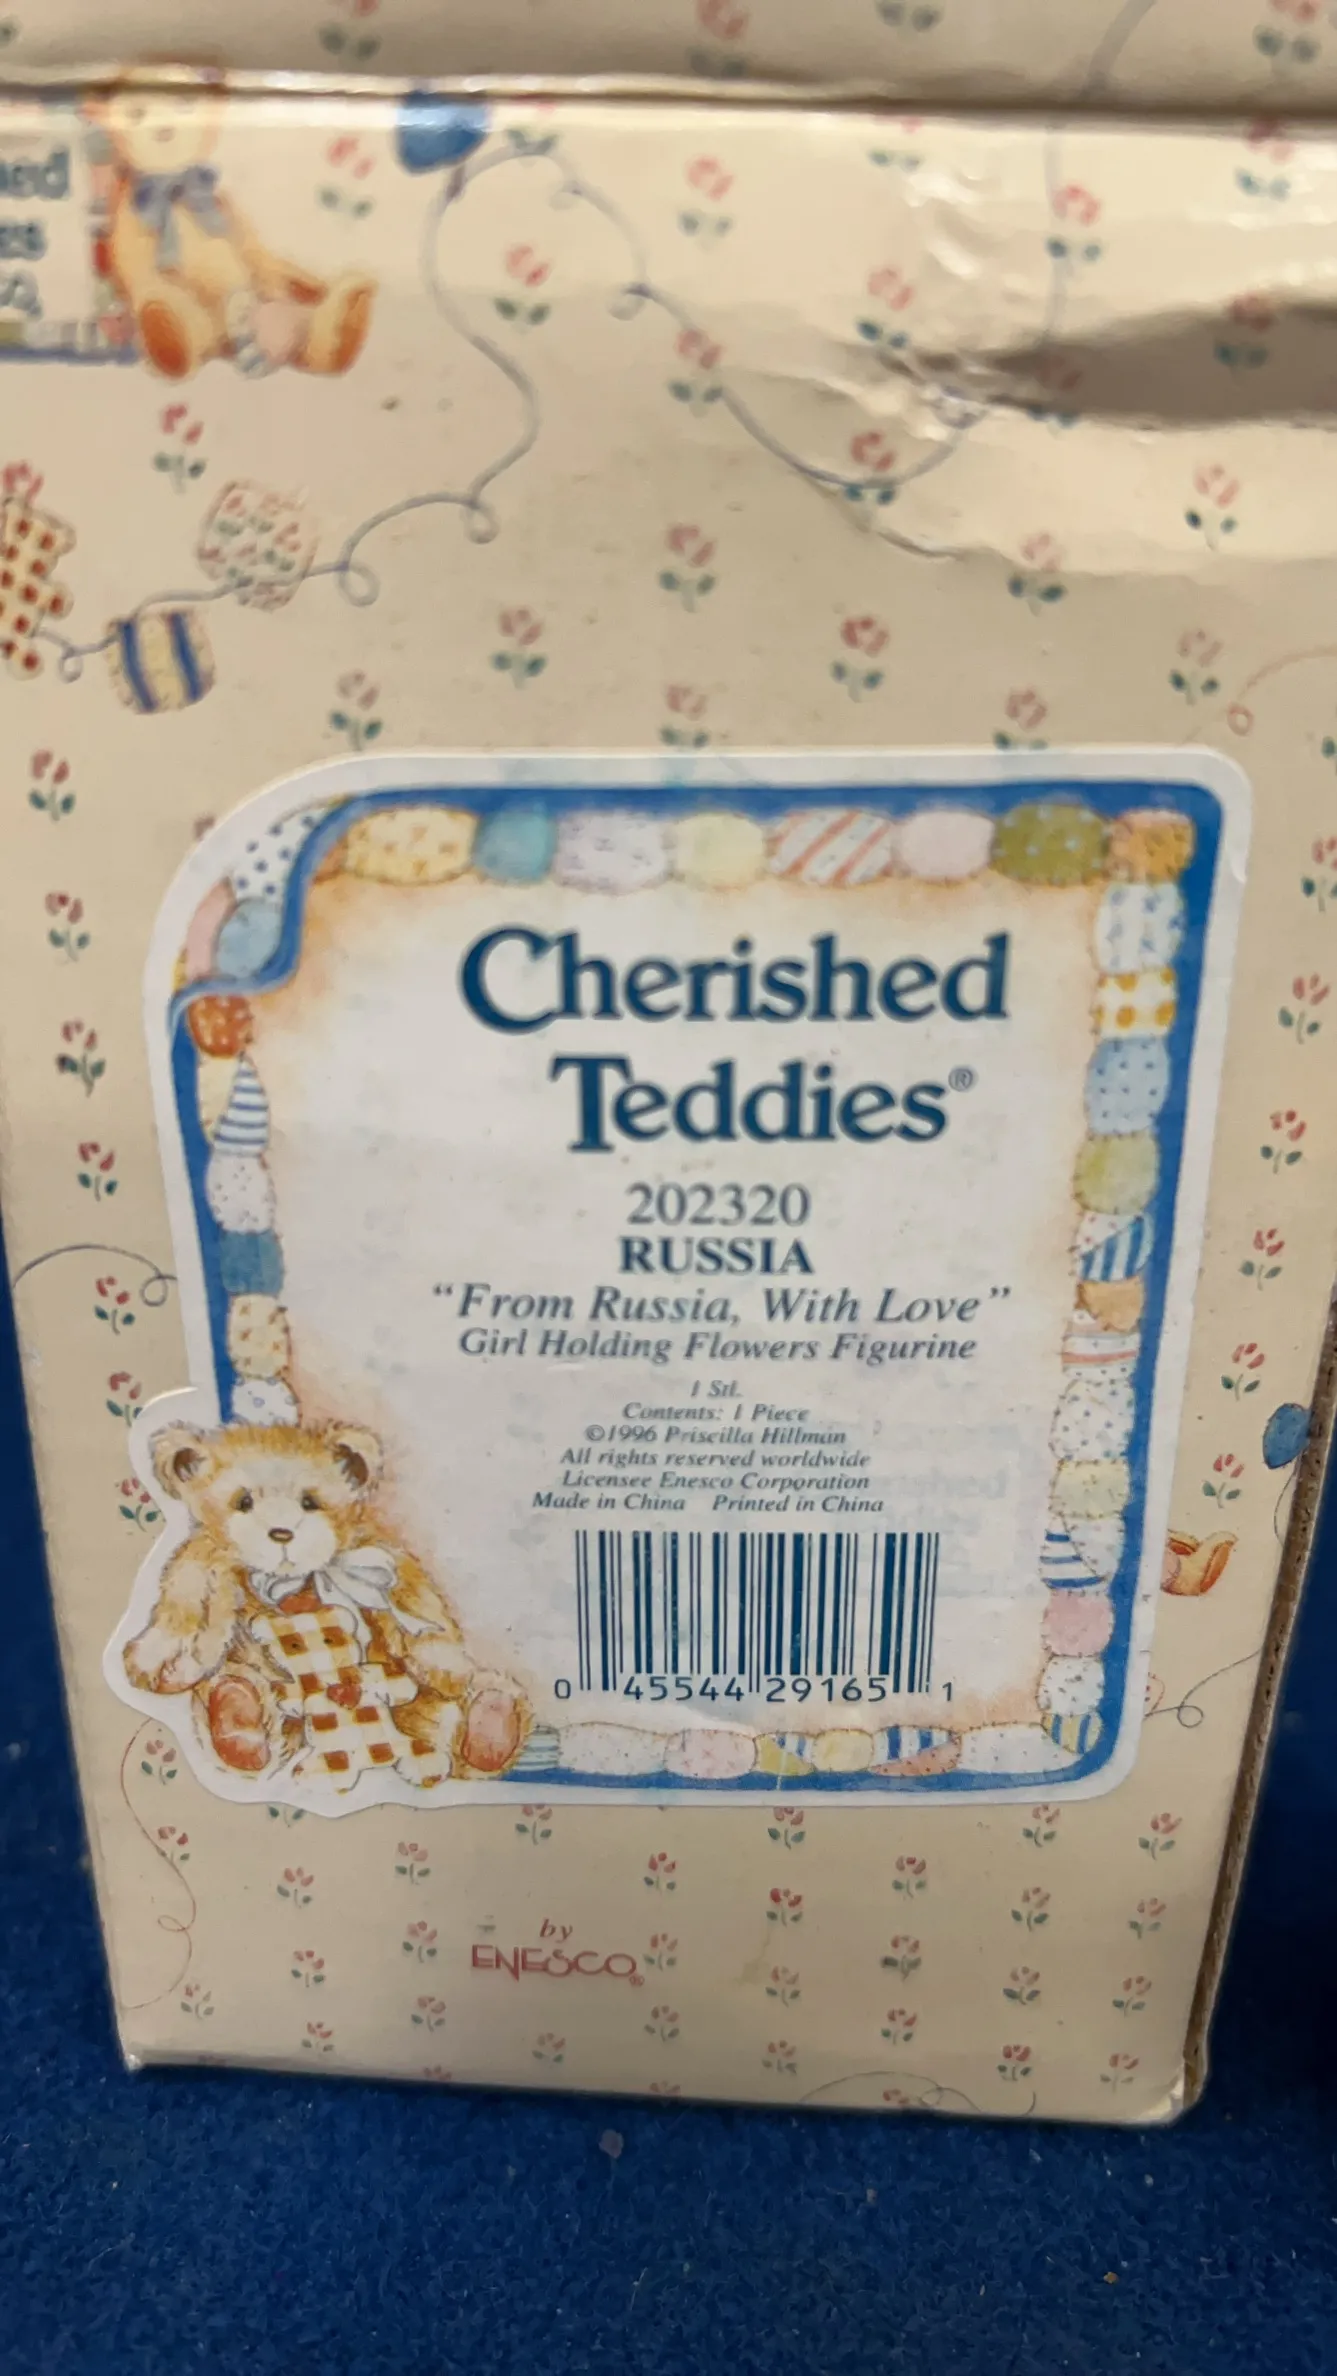 Cherished
Teddies®
202320
RUSSIA
“From Russia, With Love”
Girl Holding Flowers Figurine
1 Stl.
Contents: 1 Piece
©1996 Priscilla Hillman
All rights reserved worldwide
Licensee Enesco Corporation
Made in China Printed in China
0 45544 29165 1
by
ENESCO®